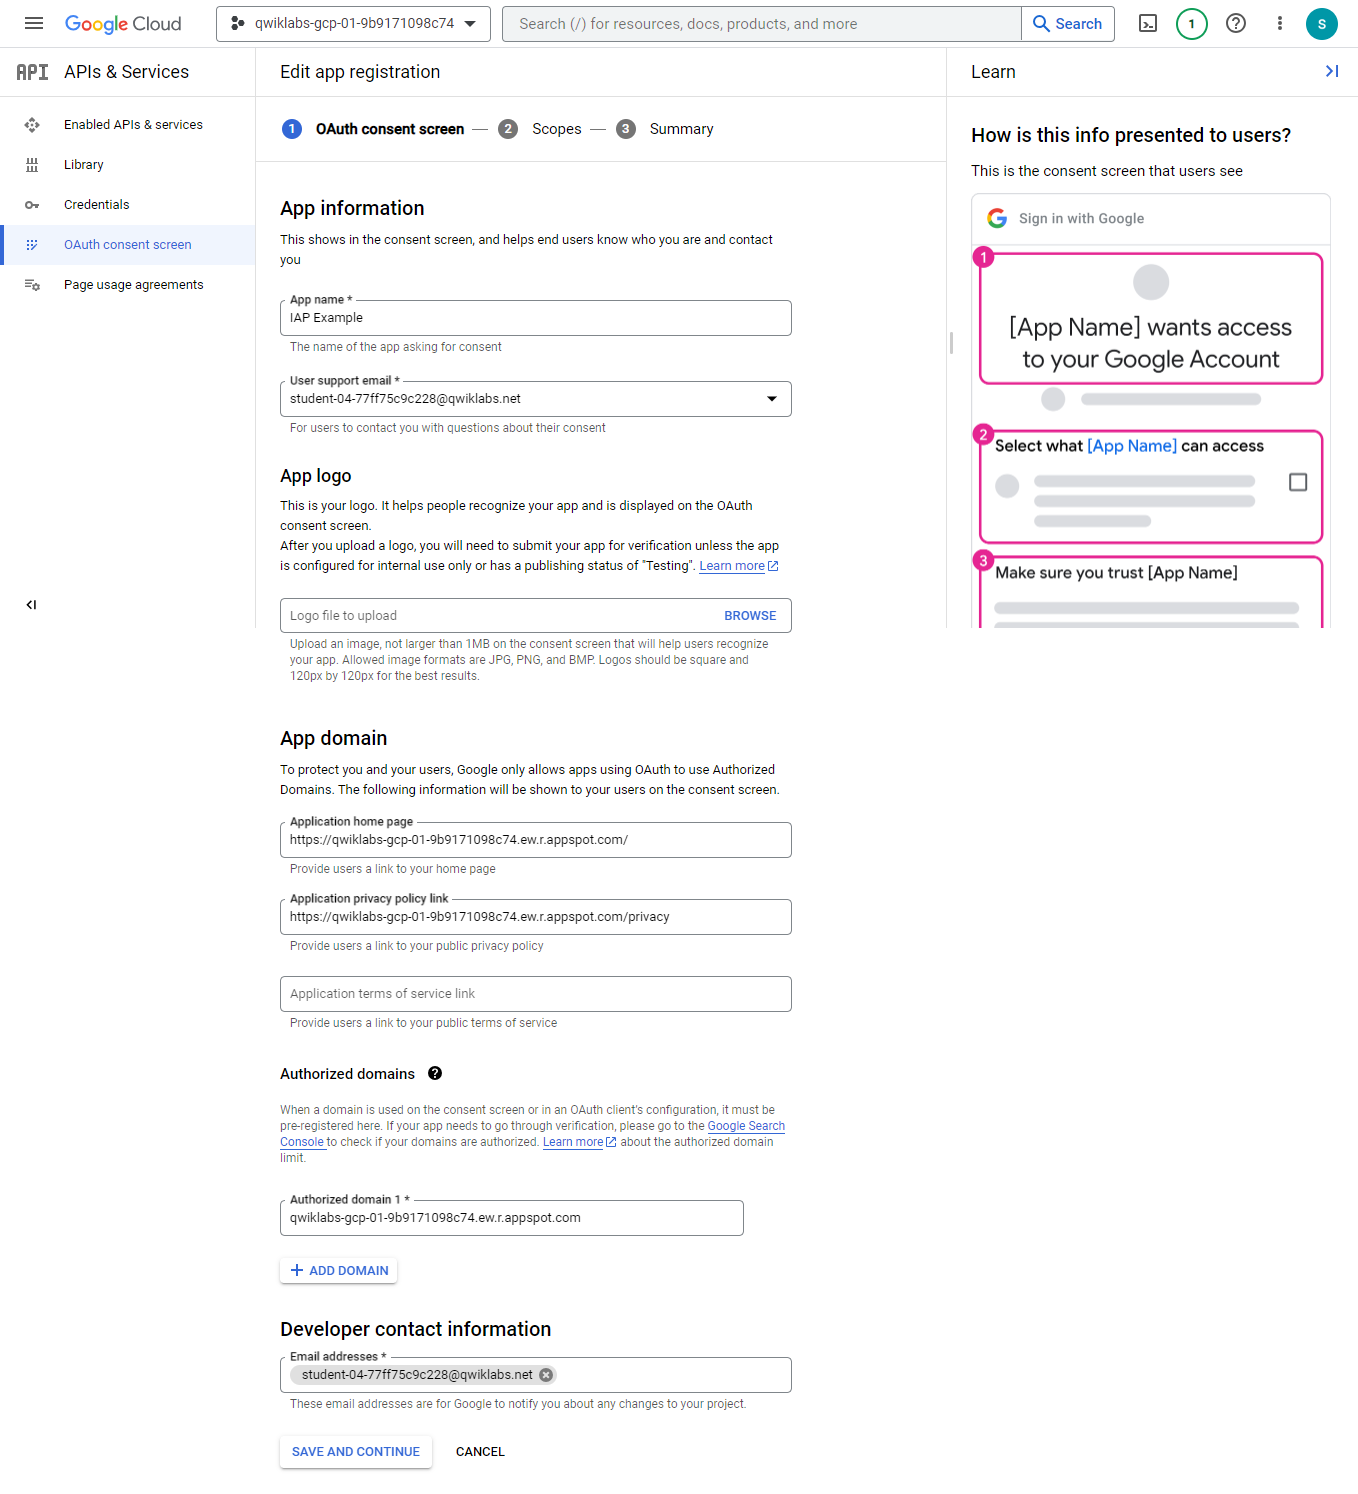 Google Cloud
qwiklabs-gcp-01-9b9171098c74
Search (/) for resources, docs, products, and more
Search
1
S
API APIs & Services
Enabled APIs & services
Library
Credentials
OAuth consent screen
Page usage agreements
Edit app registration
1 OAuth consent screen — 2 Scopes — 3 Summary
App information
This shows in the consent screen, and helps end users know who you are and contact
you
App name *
IAP Example
The name of the app asking for consent
User support email *
student-04-77ff75c9c228@qwiklabs.net
For users to contact you with questions about their consent
App logo
This is your logo. It helps people recognize your app and is displayed on the OAuth
consent screen.
After you upload a logo, you will need to submit your app for verification unless the app
is configured for internal use only or has a publishing status of "Testing". Learn more
Logo file to upload BROWSE
Upload an image, not larger than 1MB on the consent screen that will help users recognize
your app. Allowed image formats are JPG, PNG, and BMP. Logos should be square and
120px by 120px for the best results.
App domain
To protect you and your users, Google only allows apps using OAuth to use Authorized
Domains. The following information will be shown to your users on the consent screen.
Application home page
https://qwiklabs-gcp-01-9b9171098c74.ew.r.appspot.com/
Provide users a link to your home page
Application privacy policy link
https://qwiklabs-gcp-01-9b9171098c74.ew.r.appspot.com/privacy
Provide users a link to your public privacy policy
Application terms of service link
Provide users a link to your public terms of service
Authorized domains
When a domain is used on the consent screen or in an OAuth client's configuration, it must be
pre-registered here. If your app needs to go through verification, please go to the Google Search
Console to check if your domains are authorized. Learn more about the authorized domain
limit.
Authorized domain 1 *
qwiklabs-gcp-01-9b9171098c74.ew.r.appspot.com
ADD DOMAIN
Developer contact information
Email addresses *
student-04-77ff75c9c228@qwiklabs.net
These email addresses are for Google to notify you about any changes to your project.
SAVE AND CONTINUE CANCEL
Learn
How is this info presented to users?
This is the consent screen that users see
Sign in with Google
1
[App Name] wants access
to your Google Account
2
Select what [App Name] can access
3
Make sure you trust [App Name]